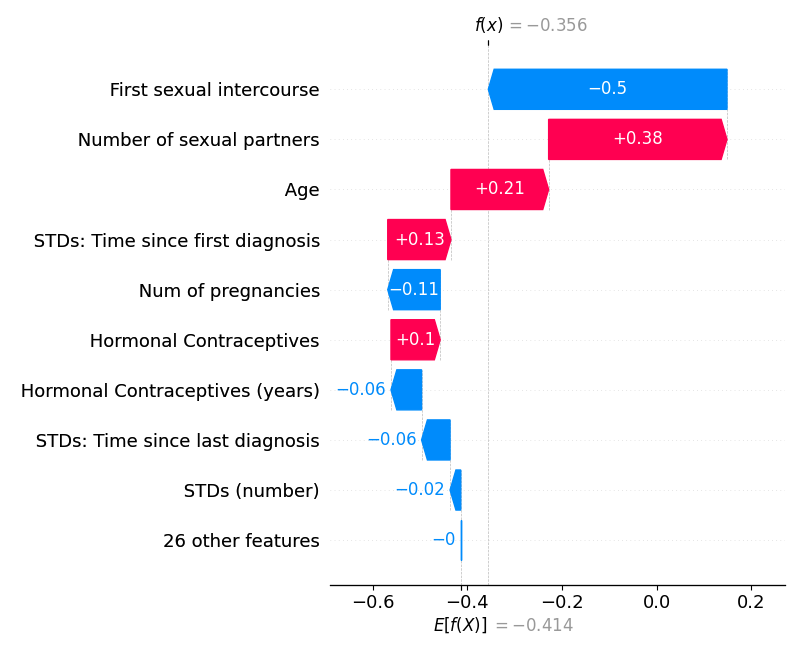 f(x) = −0.356
First sexual intercourse −0.5
Number of sexual partners +0.38
Age +0.21
STDs: Time since first diagnosis +0.13
Num of pregnancies −0.11
Hormonal Contraceptives +0.1
Hormonal Contraceptives (years) −0.06
STDs: Time since last diagnosis −0.06
STDs (number) −0.02
26 other features −0
−0.6 −0.4 −0.2 0.0 0.2
E[f(X)] = −0.414